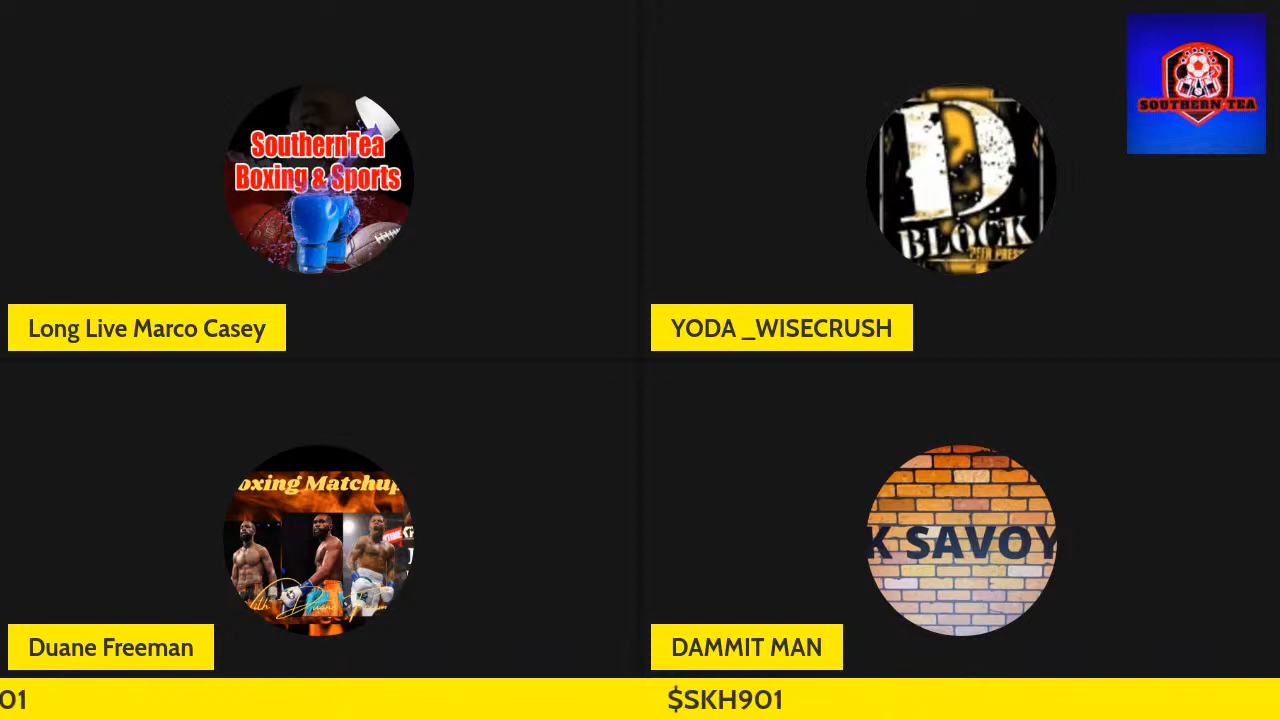 SouthernTea
Boxing & Sports
Long Live Marco Casey
D
BLOCK
SOUTHERN TEA
YODA _WISECRUSH
oxing Matchup
Duane Freeman
K SAVOY
DAMMIT MAN
01
$SKH901